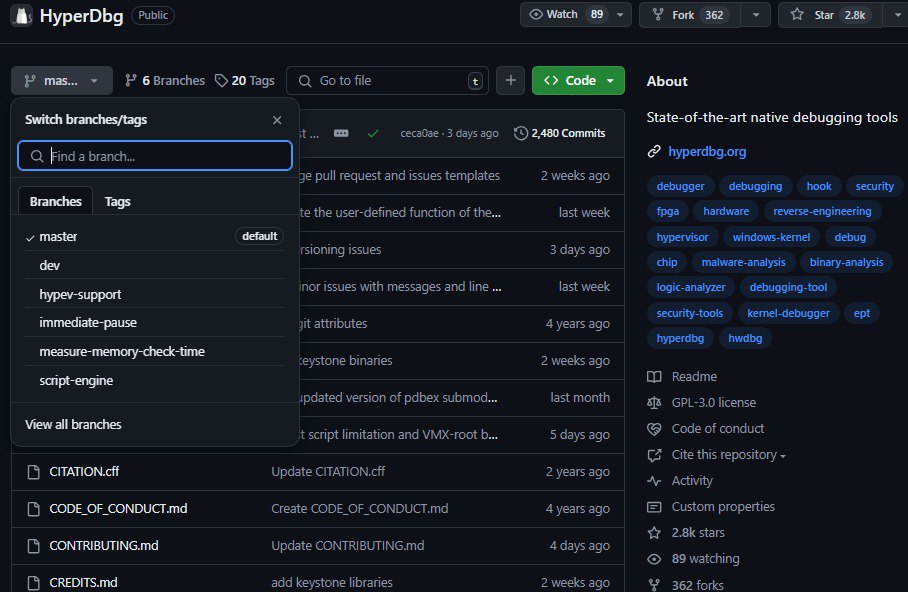 HyperDbg Public
Watch 89
Fork 362
Star 2.8k
mas...
6 Branches
20 Tags
Go to file
t
Code
Switch branches/tags
Find a branch...
Branches
Tags
master default
dev
hypev-support
immediate-pause
measure-memory-check-time
script-engine
View all branches
st ...
ceca0ae · 3 days ago
2,480 Commits
ge pull request and issues templates 2 weeks ago
te the user-defined function of the... last week
rsioning issues 3 days ago
inor issues with messages and line ... last week
git attributes 4 years ago
keystone binaries 2 weeks ago
updated version of pdbex submod... last month
t script limitation and VMX-root b... 5 days ago
CITATION.cff Update CITATION.cff 2 years ago
CODE_OF_CONDUCT.md Create CODE_OF_CONDUCT.md 4 years ago
CONTRIBUTING.md Update CONTRIBUTING.md 4 days ago
CREDITS.md add keystone libraries 2 weeks ago
About
State-of-the-art native debugging tools
hyperdbg.org
debugger debugging hook security
fpga hardware reverse-engineering
hypervisor windows-kernel debug
chip malware-analysis binary-analysis
logic-analyzer debugging-tool
security-tools kernel-debugger ept
hyperdbg hwdbg
Readme
GPL-3.0 license
Code of conduct
Cite this repository
Activity
Custom properties
2.8k stars
89 watching
362 forks